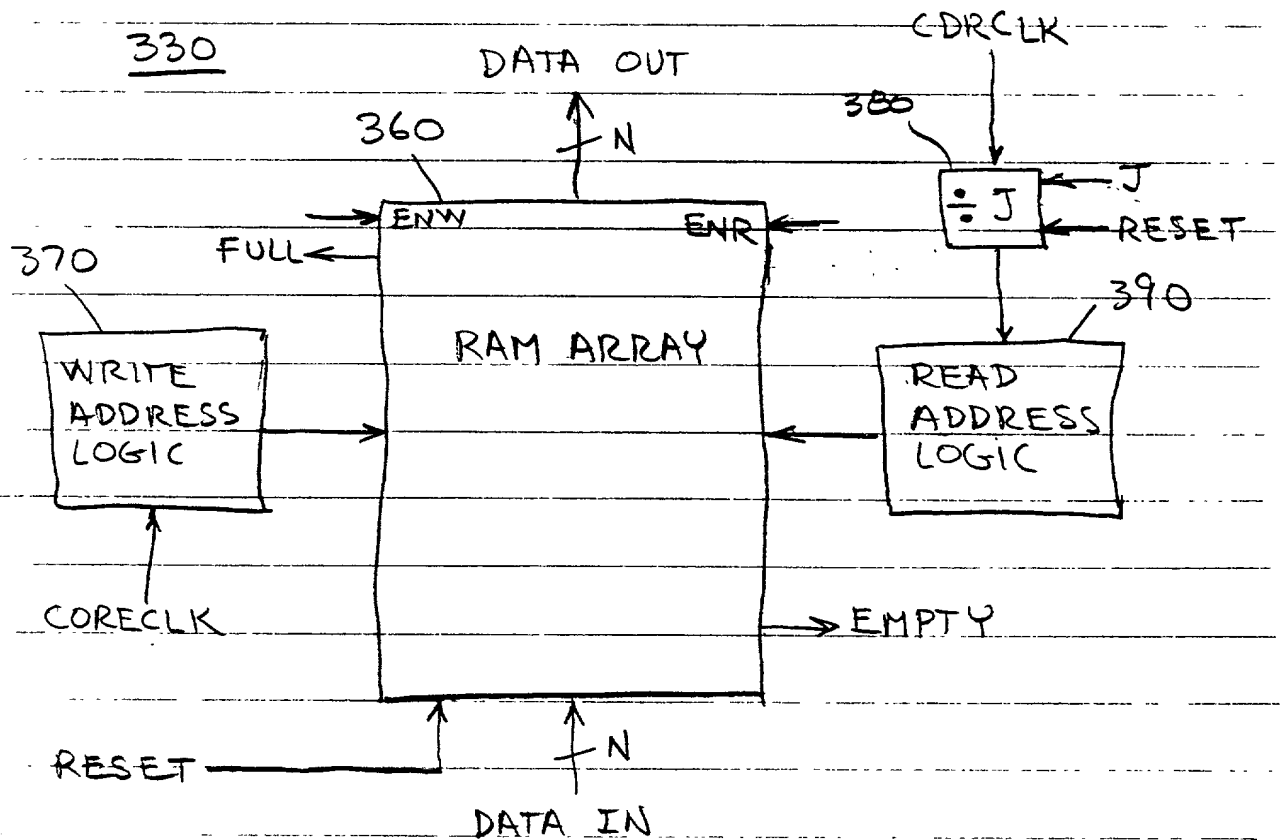 CDRCLK
330
DATA OUT
380
360
N
J
÷ J
ENW
ENR
RESET
FULL
370
390
RAM ARRAY
WRITE
ADDRESS
LOGIC
READ
ADDRESS
LOGIC
CORECLK
EMPTY
RESET
N
DATA IN